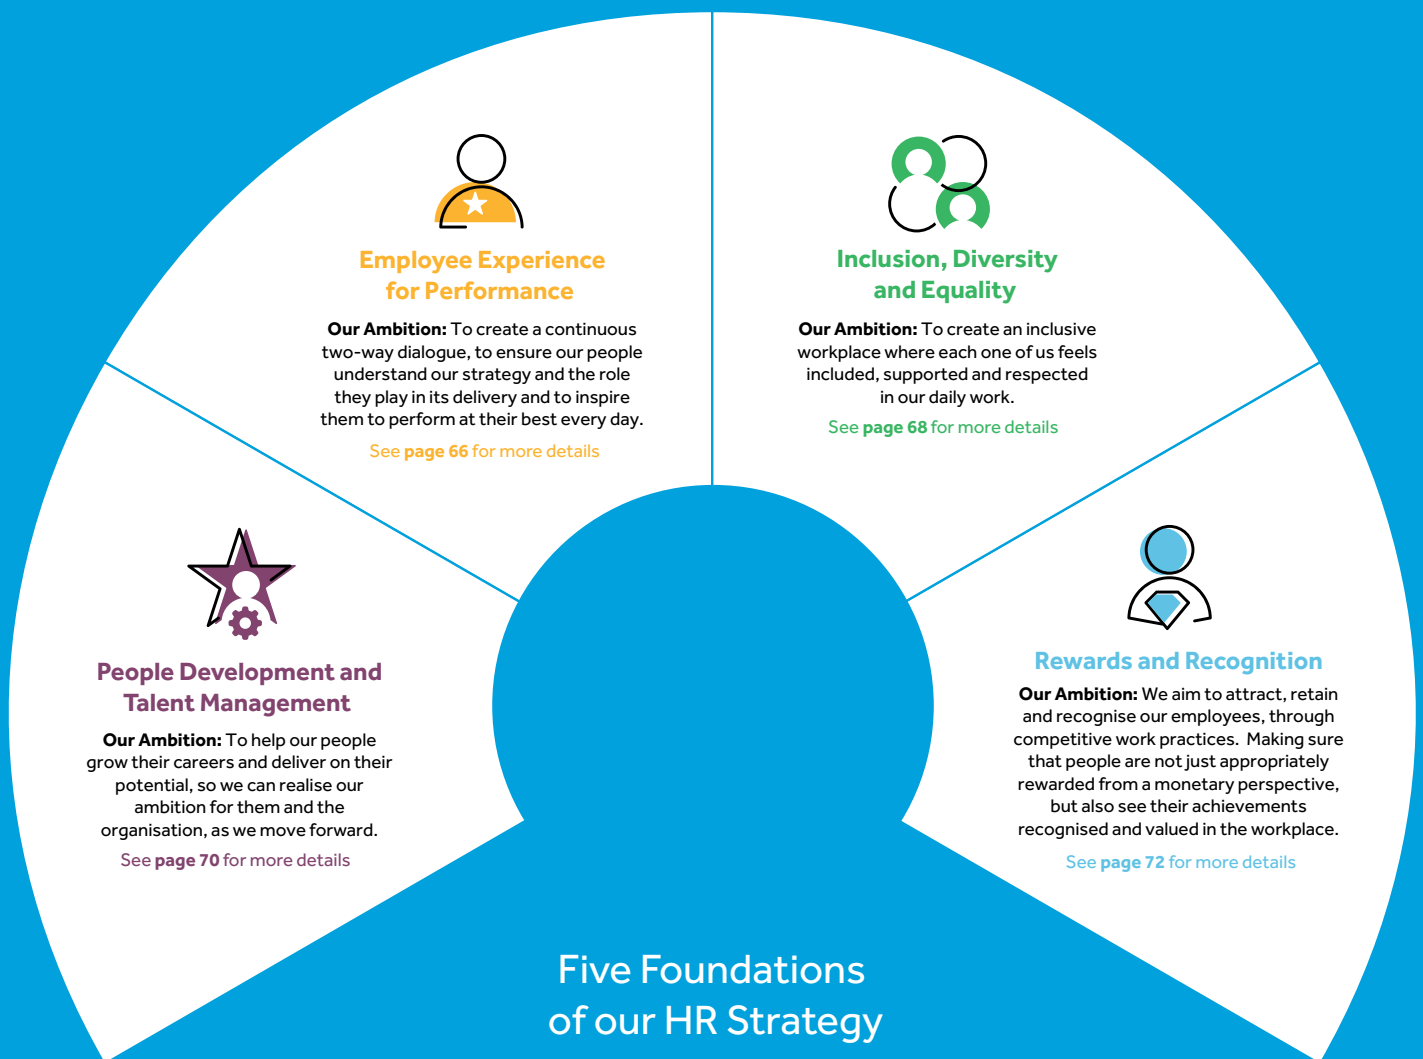 Employee Experience
for Performance
Our Ambition: To create a continuous
two-way dialogue, to ensure our people
understand our strategy and the role
they play in its delivery and to inspire
them to perform at their best every day.
See page 66 for more details
Inclusion, Diversity
and Equality
Our Ambition: To create an inclusive
workplace where each one of us feels
included, supported and respected
in our daily work.
See page 68 for more details
People Development and
Talent Management
Our Ambition: To help our people
grow their careers and deliver on their
potential, so we can realise our
ambition for them and the
organisation, as we move forward.
See page 70 for more details
Rewards and Recognition
Our Ambition: We aim to attract, retain
and recognise our employees, through
competitive work practices. Making sure
that people are not just appropriately
rewarded from a monetary perspective,
but also see their achievements
recognised and valued in the workplace.
See page 72 for more details
Five Foundations
of our HR Strategy